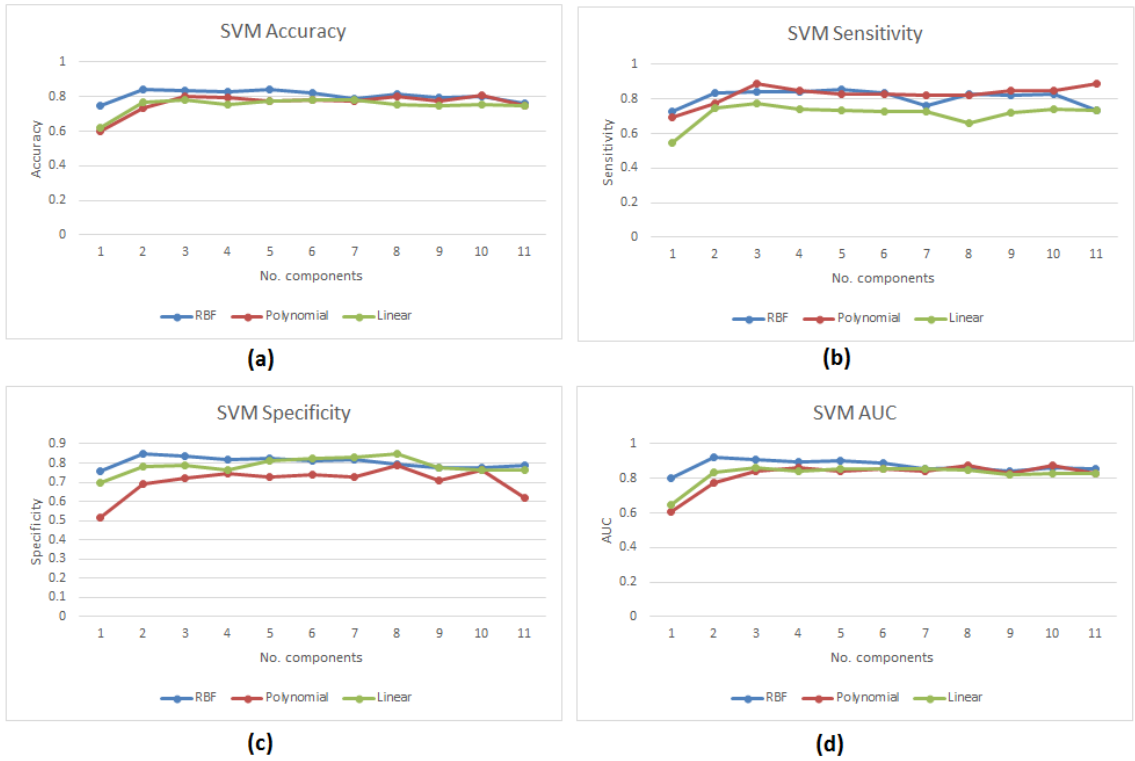 SVM Accuracy
1
0.8
0.6
0.4
0.2
0
Accuracy
1 2 3 4 5 6 7 8 9 10 11
No. components
RBF Polynomial Linear
(a)
SVM Sensitivity
1
0.8
0.6
0.4
0.2
0
Sensitivity
1 2 3 4 5 6 7 8 9 10 11
No. components
RBF Polynomial Linear
(b)
SVM Specificity
0.9
0.8
0.7
0.6
0.5
0.4
0.3
0.2
0.1
0
Specificity
1 2 3 4 5 6 7 8 9 10 11
No. components
RBF Polynomial Linear
(c)
SVM AUC
1
0.8
0.6
0.4
0.2
0
AUC
1 2 3 4 5 6 7 8 9 10 11
No. components
RBF Polynomial Linear
(d)